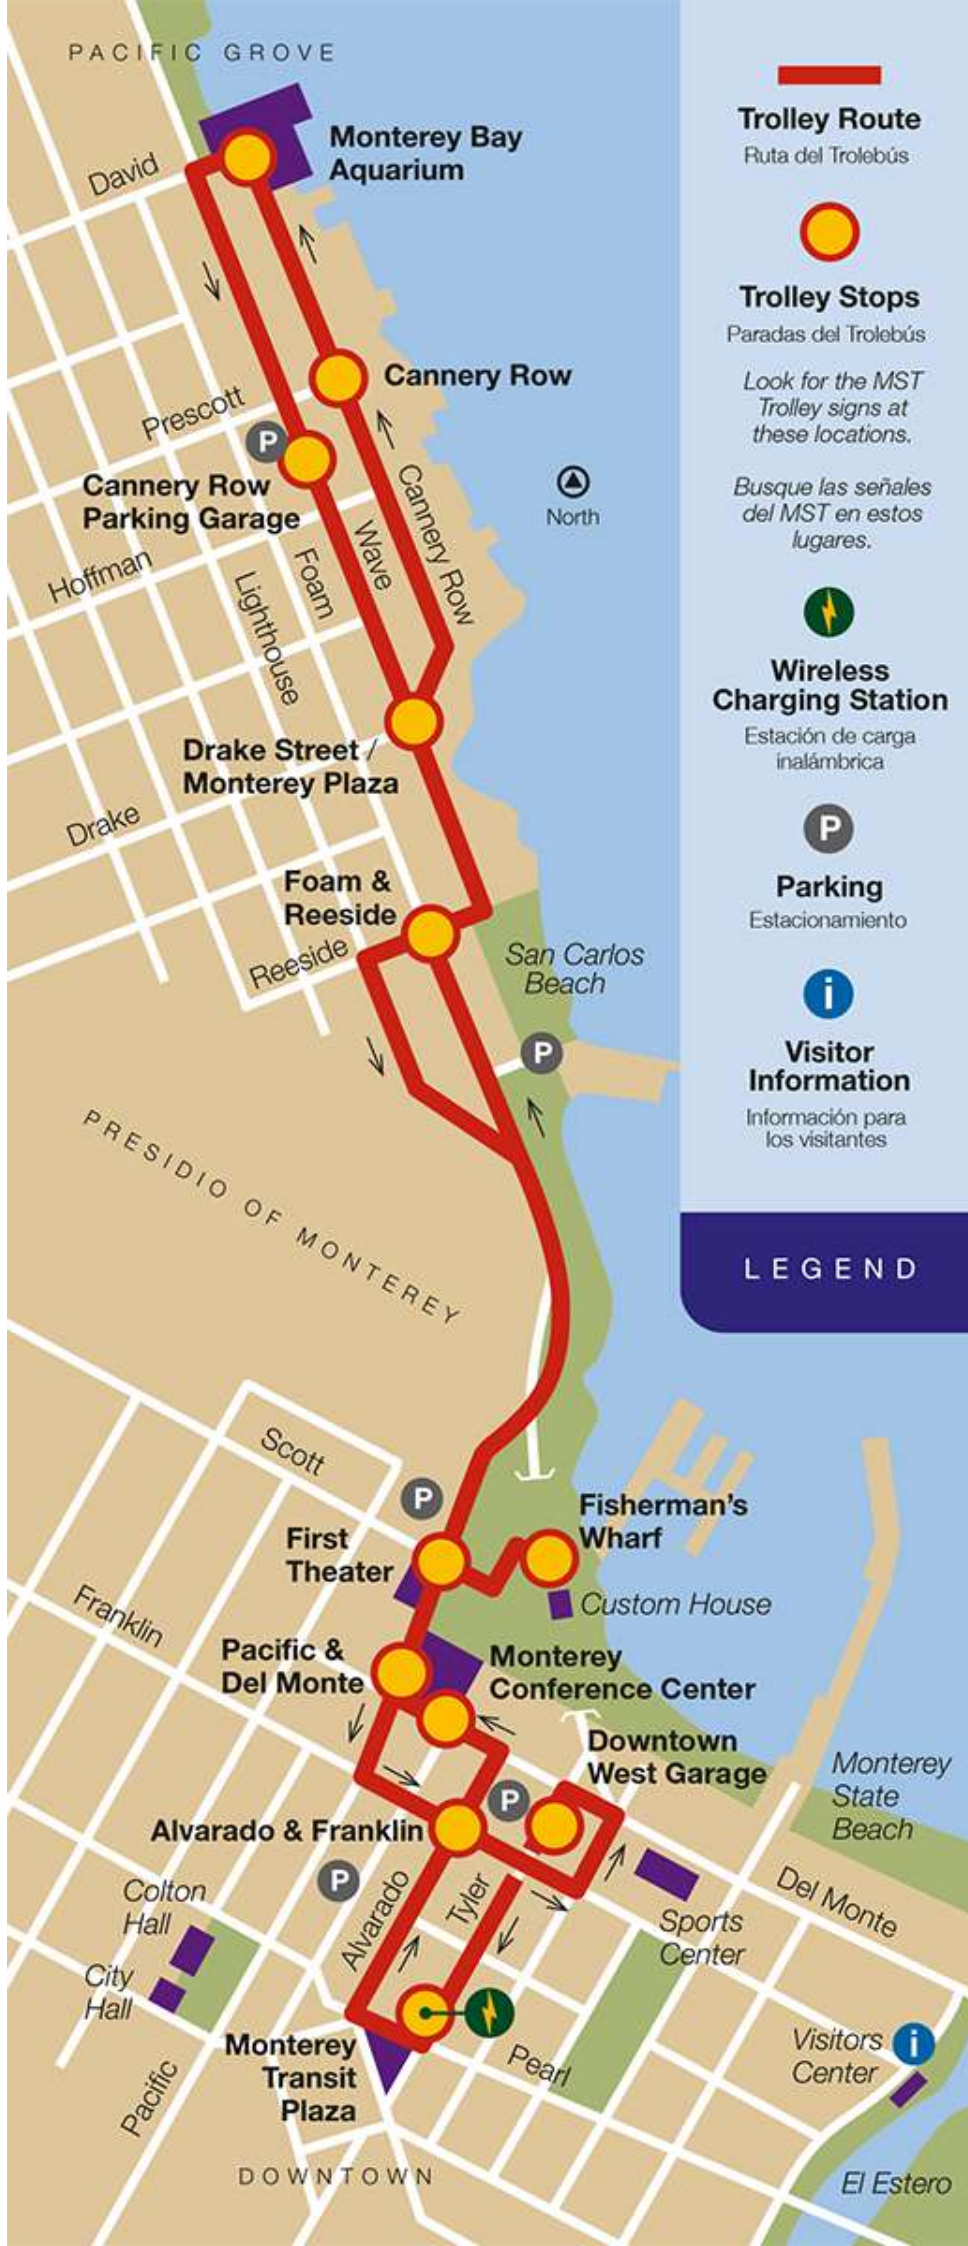 PACIFIC GROVE
Monterey Bay
Aquarium
David
Cannery Row
Prescott
P
Cannery Row
Parking Garage
Hoffman
Lighthouse
Foam
Wave
Cannery Row
North
Drake Street /
Monterey Plaza
Drake
Foam &
Reeside
Reeside
San Carlos
Beach
P
PRESIDIO OF MONTEREY
Scott
P
First
Theater
Fisherman's
Wharf
Custom House
Franklin
Pacific &
Del Monte
Monterey
Conference Center
Downtown
West Garage
P
Monterey
State
Beach
Alvarado & Franklin
P
Colton
Hall
Alvarado
Tyler
Del Monte
Sports
Center
City
Hall
Visitors
Center
i
Monterey
Transit
Plaza
Pearl
Pacific
DOWNTOWN
El Estero
Trolley Route
Ruta del Trolebús
Trolley Stops
Paradas del Trolebús
Look for the MST
Trolley signs at
these locations.
Busque las señales
del MST en estos
lugares.
Wireless
Charging Station
Estación de carga
inalámbrica
P
Parking
Estacionamiento
i
Visitor
Information
Información para
los visitantes
LEGEND